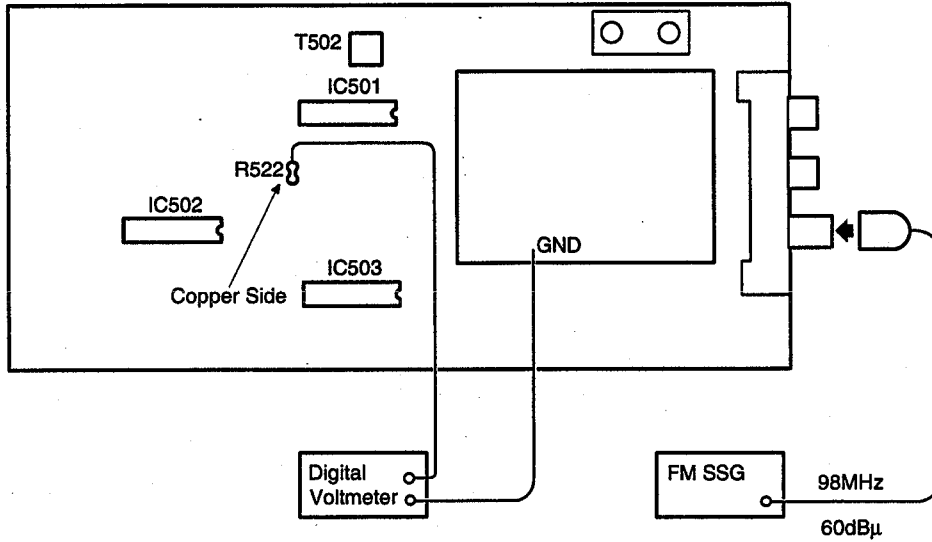 T502
IC501
R522
IC502
GND
IC503
Copper Side
Digital
Voltmeter
FM SSG
98MHz
60dBμ